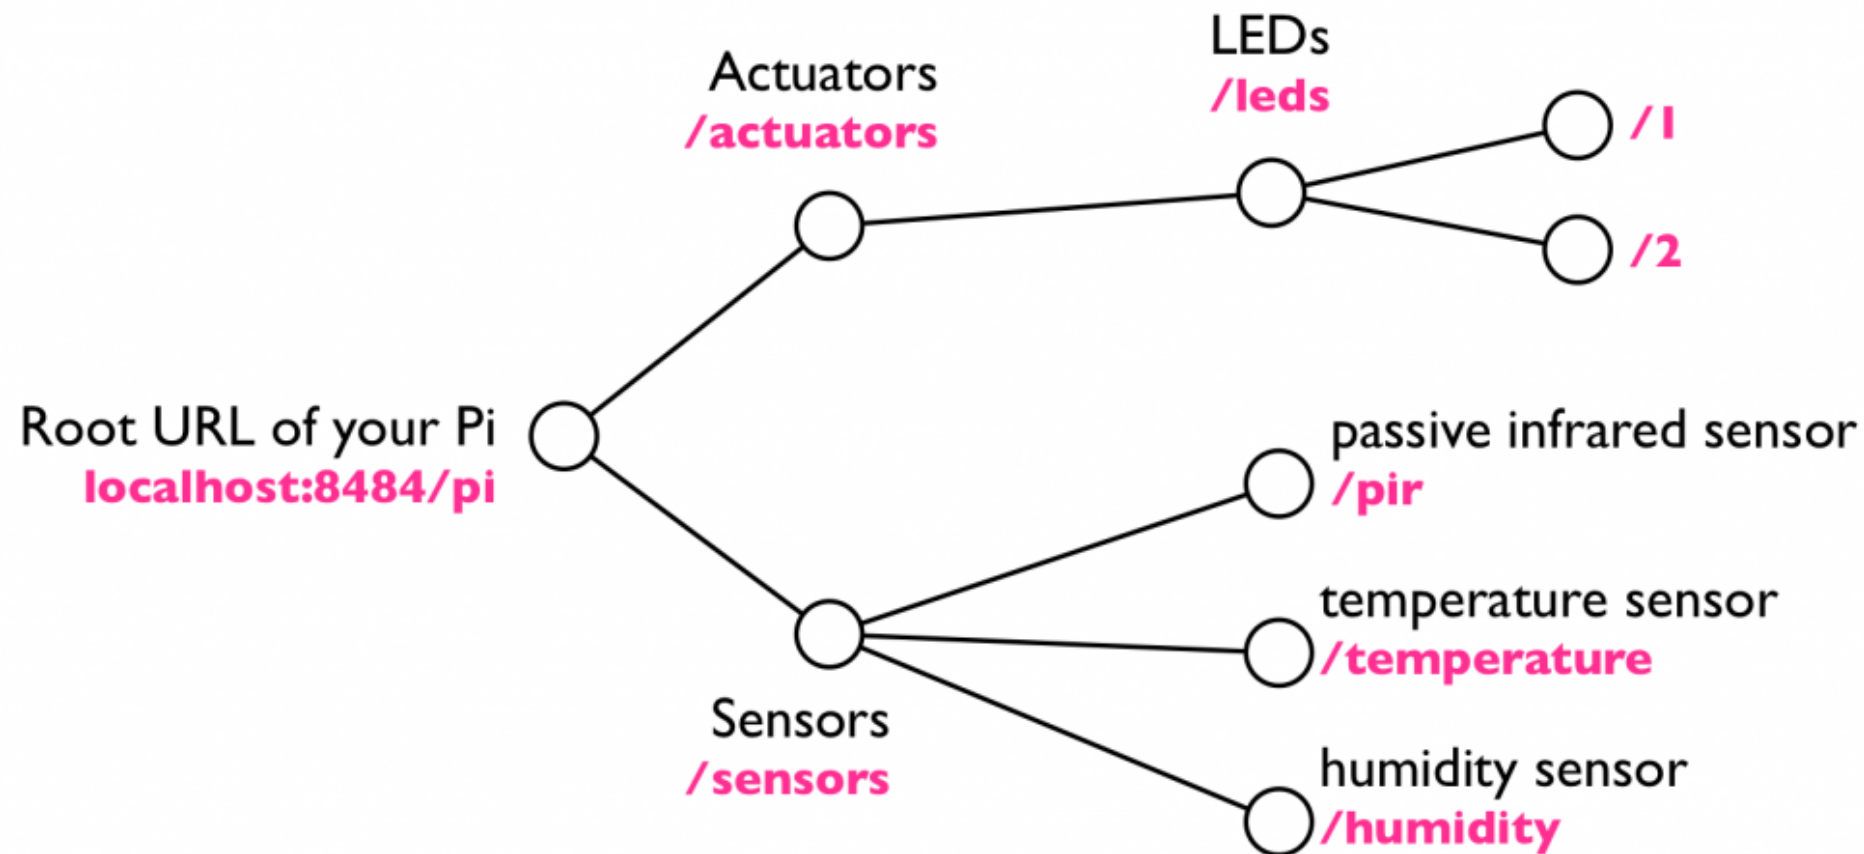 LEDs
/leds
Actuators
/actuators
/1
/2
Root URL of your Pi
localhost:8484/pi
passive infrared sensor
/pir
temperature sensor
/temperature
Sensors
/sensors
humidity sensor
/humidity